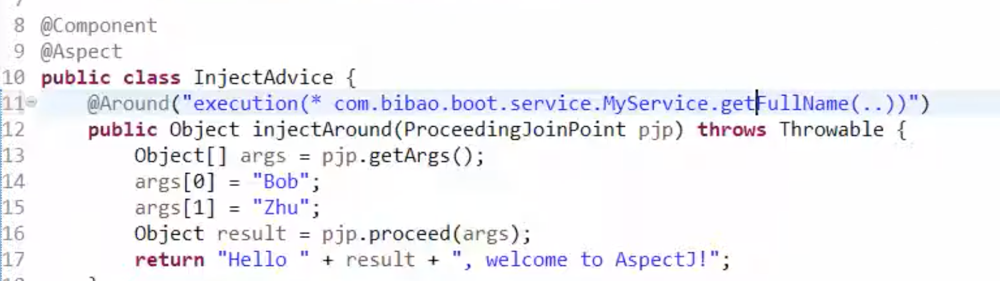 8 @Component
9 @Aspect
10 public class InjectAdvice {
11 @Around("execution(* com.bibao.boot.service.MyService.getFullName(..))")
12 public Object injectAround(ProceedingJoinPoint pjp) throws Throwable {
13 Object[] args = pjp.getArgs();
14 args[0] = "Bob";
15 args[1] = "Zhu";
16 Object result = pjp.proceed(args);
17 return "Hello " + result + ", welcome to AspectJ!";